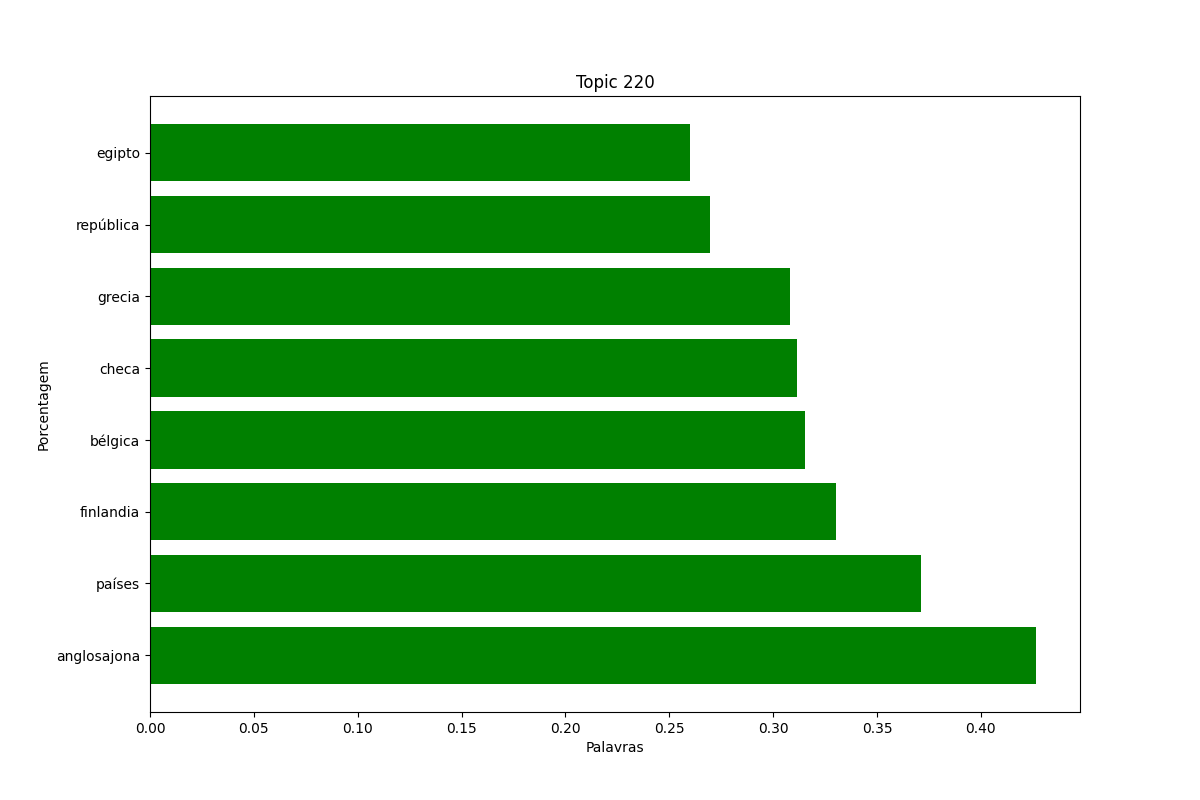 Topic 220
egipto
república
grecia
checa
bélgica
finlandia
países
anglosajona
Porcentagem
0.00 0.05 0.10 0.15 0.20 0.25 0.30 0.35 0.40
Palavras